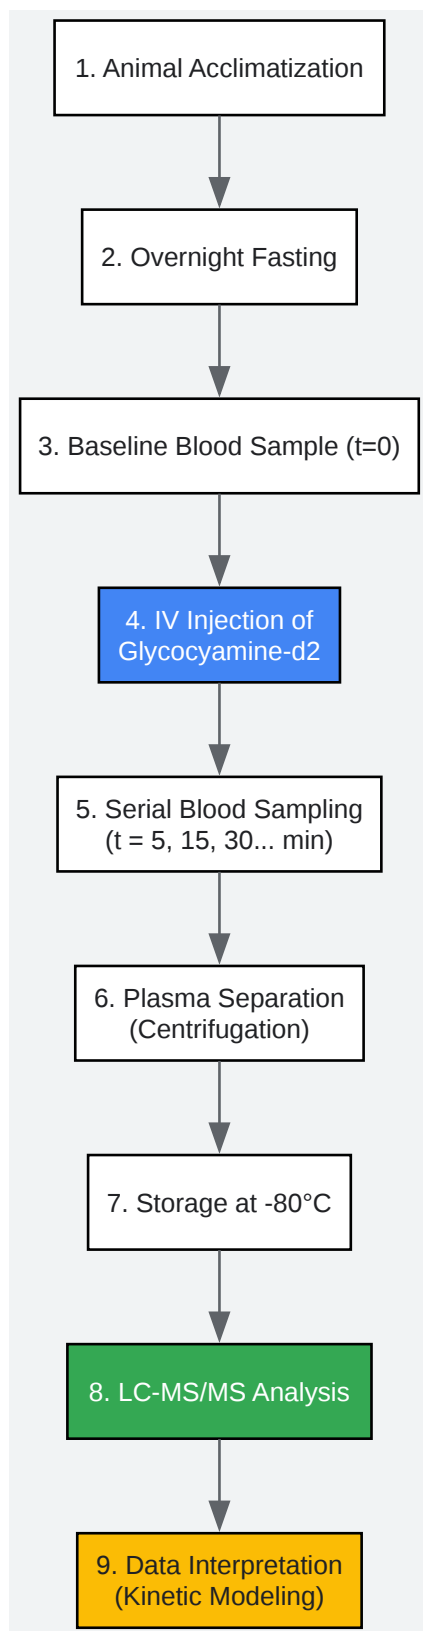 1. Animal Acclimatization
2. Overnight Fasting
3. Baseline Blood Sample (t=0)
4. IV Injection of
Glycocyamine-d2
5. Serial Blood Sampling
(t = 5, 15, 30... min)
6. Plasma Separation
(Centrifugation)
7. Storage at -80°C
8. LC-MS/MS Analysis
9. Data Interpretation
(Kinetic Modeling)